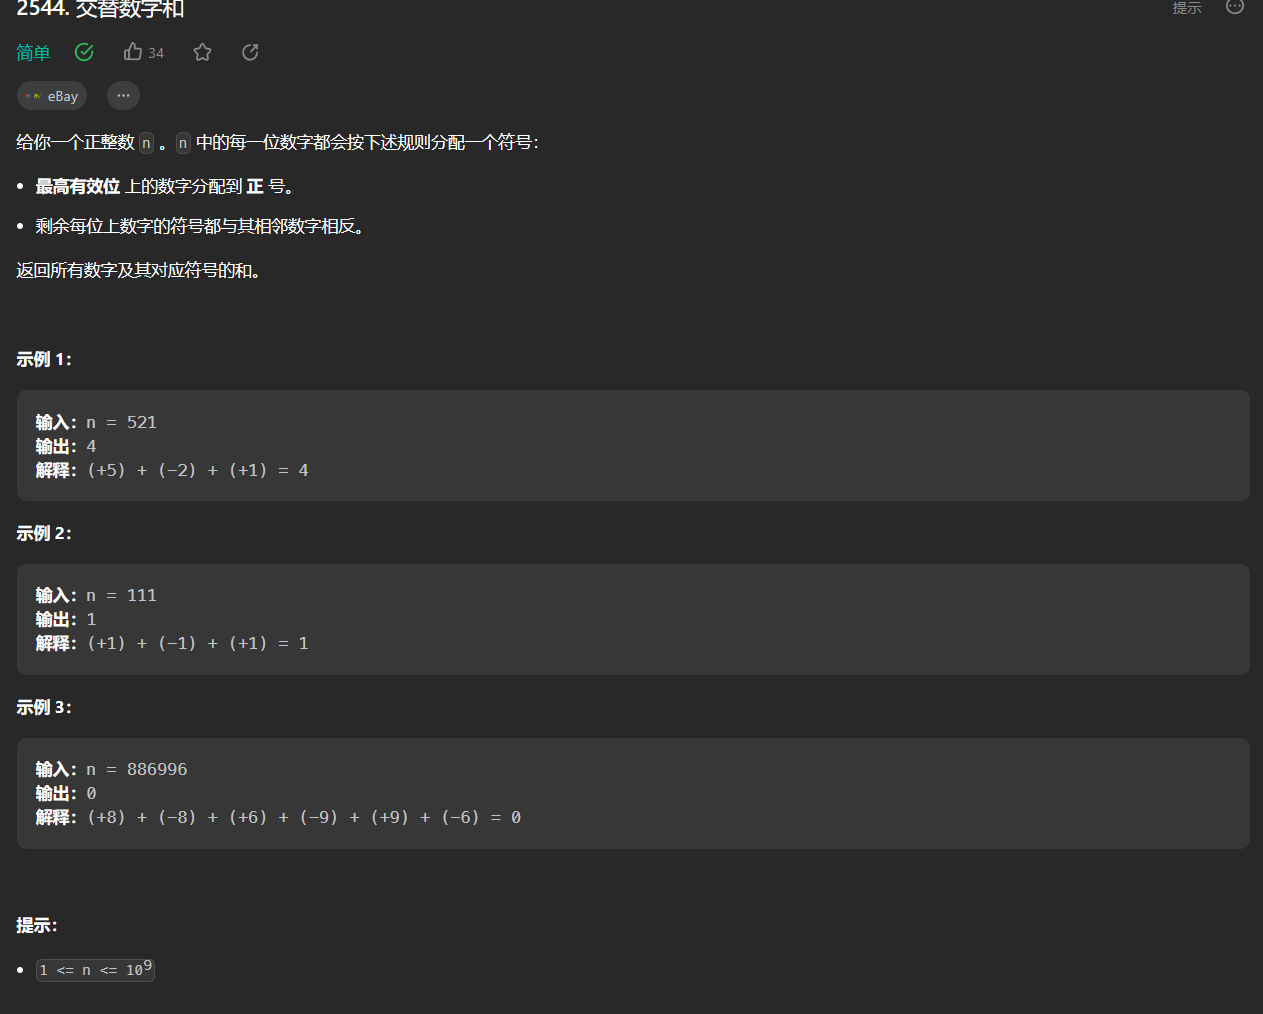 2544. 交替数字和
提示
简单
34
eBay
给你一个正整数 n 。n 中的每一位数字都会按下述规则分配一个符号：
• 最高有效位 上的数字分配到 正 号。
• 剩余每位上数字的符号都与其相邻数字相反。
返回所有数字及其对应符号的和。
示例 1：
输入：n = 521
输出：4
解释：(+5) + (-2) + (+1) = 4
示例 2：
输入：n = 111
输出：1
解释：(+1) + (-1) + (+1) = 1
示例 3：
输入：n = 886996
输出：0
解释：(+8) + (-8) + (+6) + (-9) + (+9) + (-6) = 0
提示：
• 1 <= n <= 10⁹